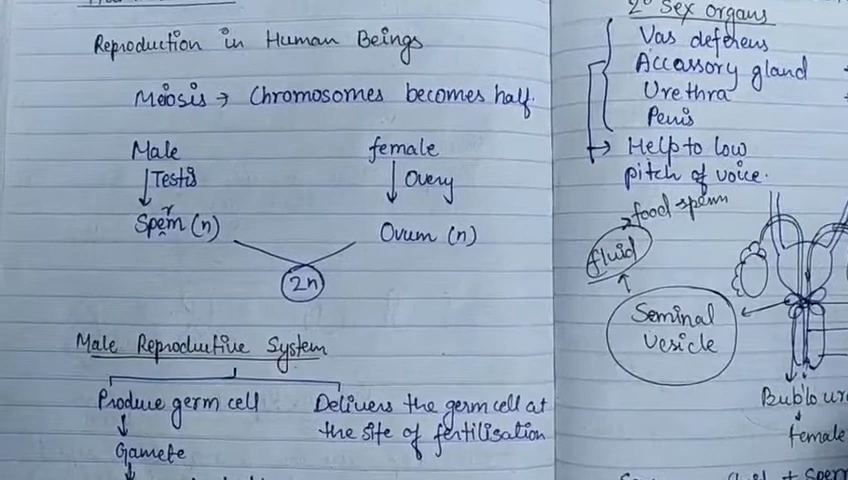 Reproduction in Human Beings
Meiosis → Chromosomes becomes half.
Male female
Testis Overy
Sperm (n) Ovum (n)
2n
Male Reproductive System
Produce germ cell Delivers the germ cell at
the site of fertilisation
Gamete
2° Sex organs
Vas deferens
Accassory gland
Urethra
Penis
→ Help to low
pitch of voice.
food sperm
fluid
Seminal
vesicle
Bublo
female